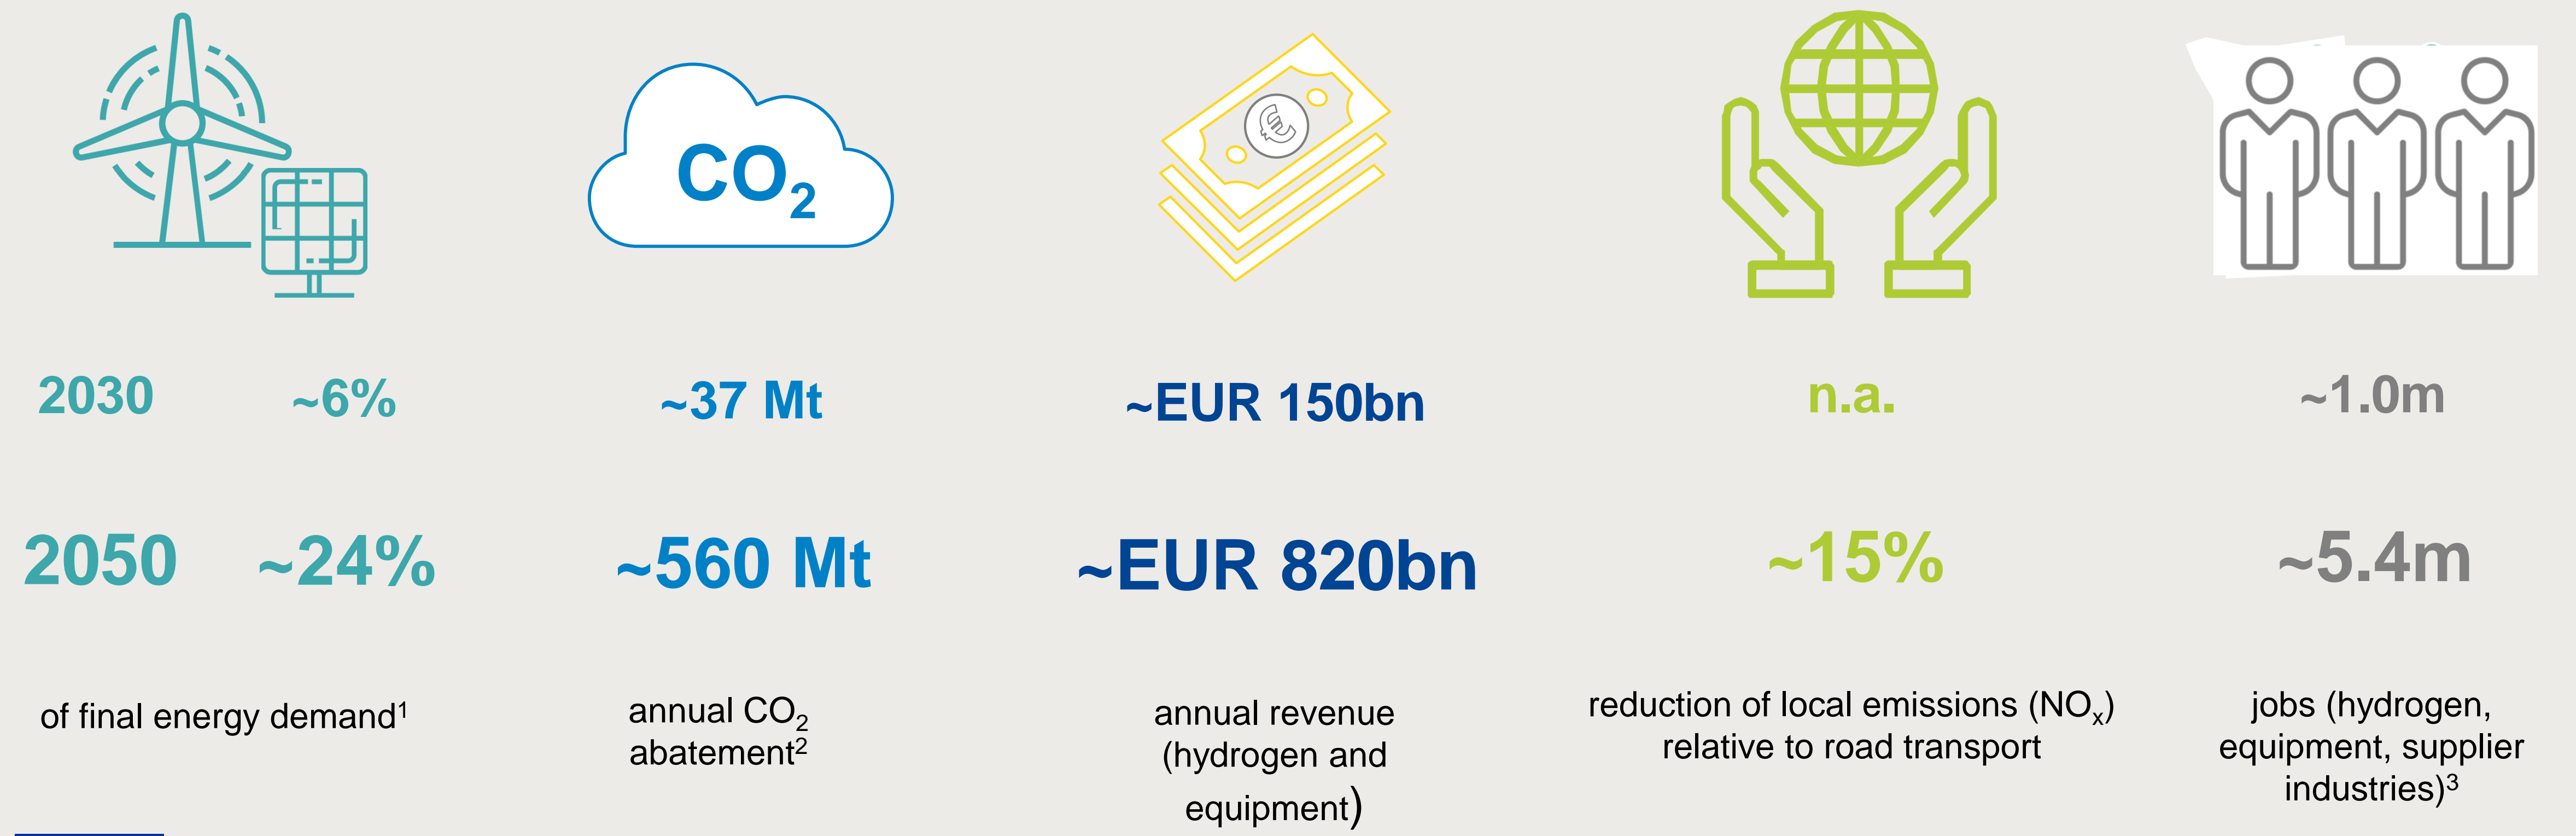 CO₂
€
2030 ~6% ~37 Mt ~EUR 150bn n.a. ~1.0m
2050 ~24% ~560 Mt ~EUR 820bn ~15% ~5.4m
of final energy demand¹
annual CO₂
abatement²
annual revenue
(hydrogen and
equipment)
reduction of local emissions (NOₓ)
relative to road transport
jobs (hydrogen,
equipment, supplier
industries)³